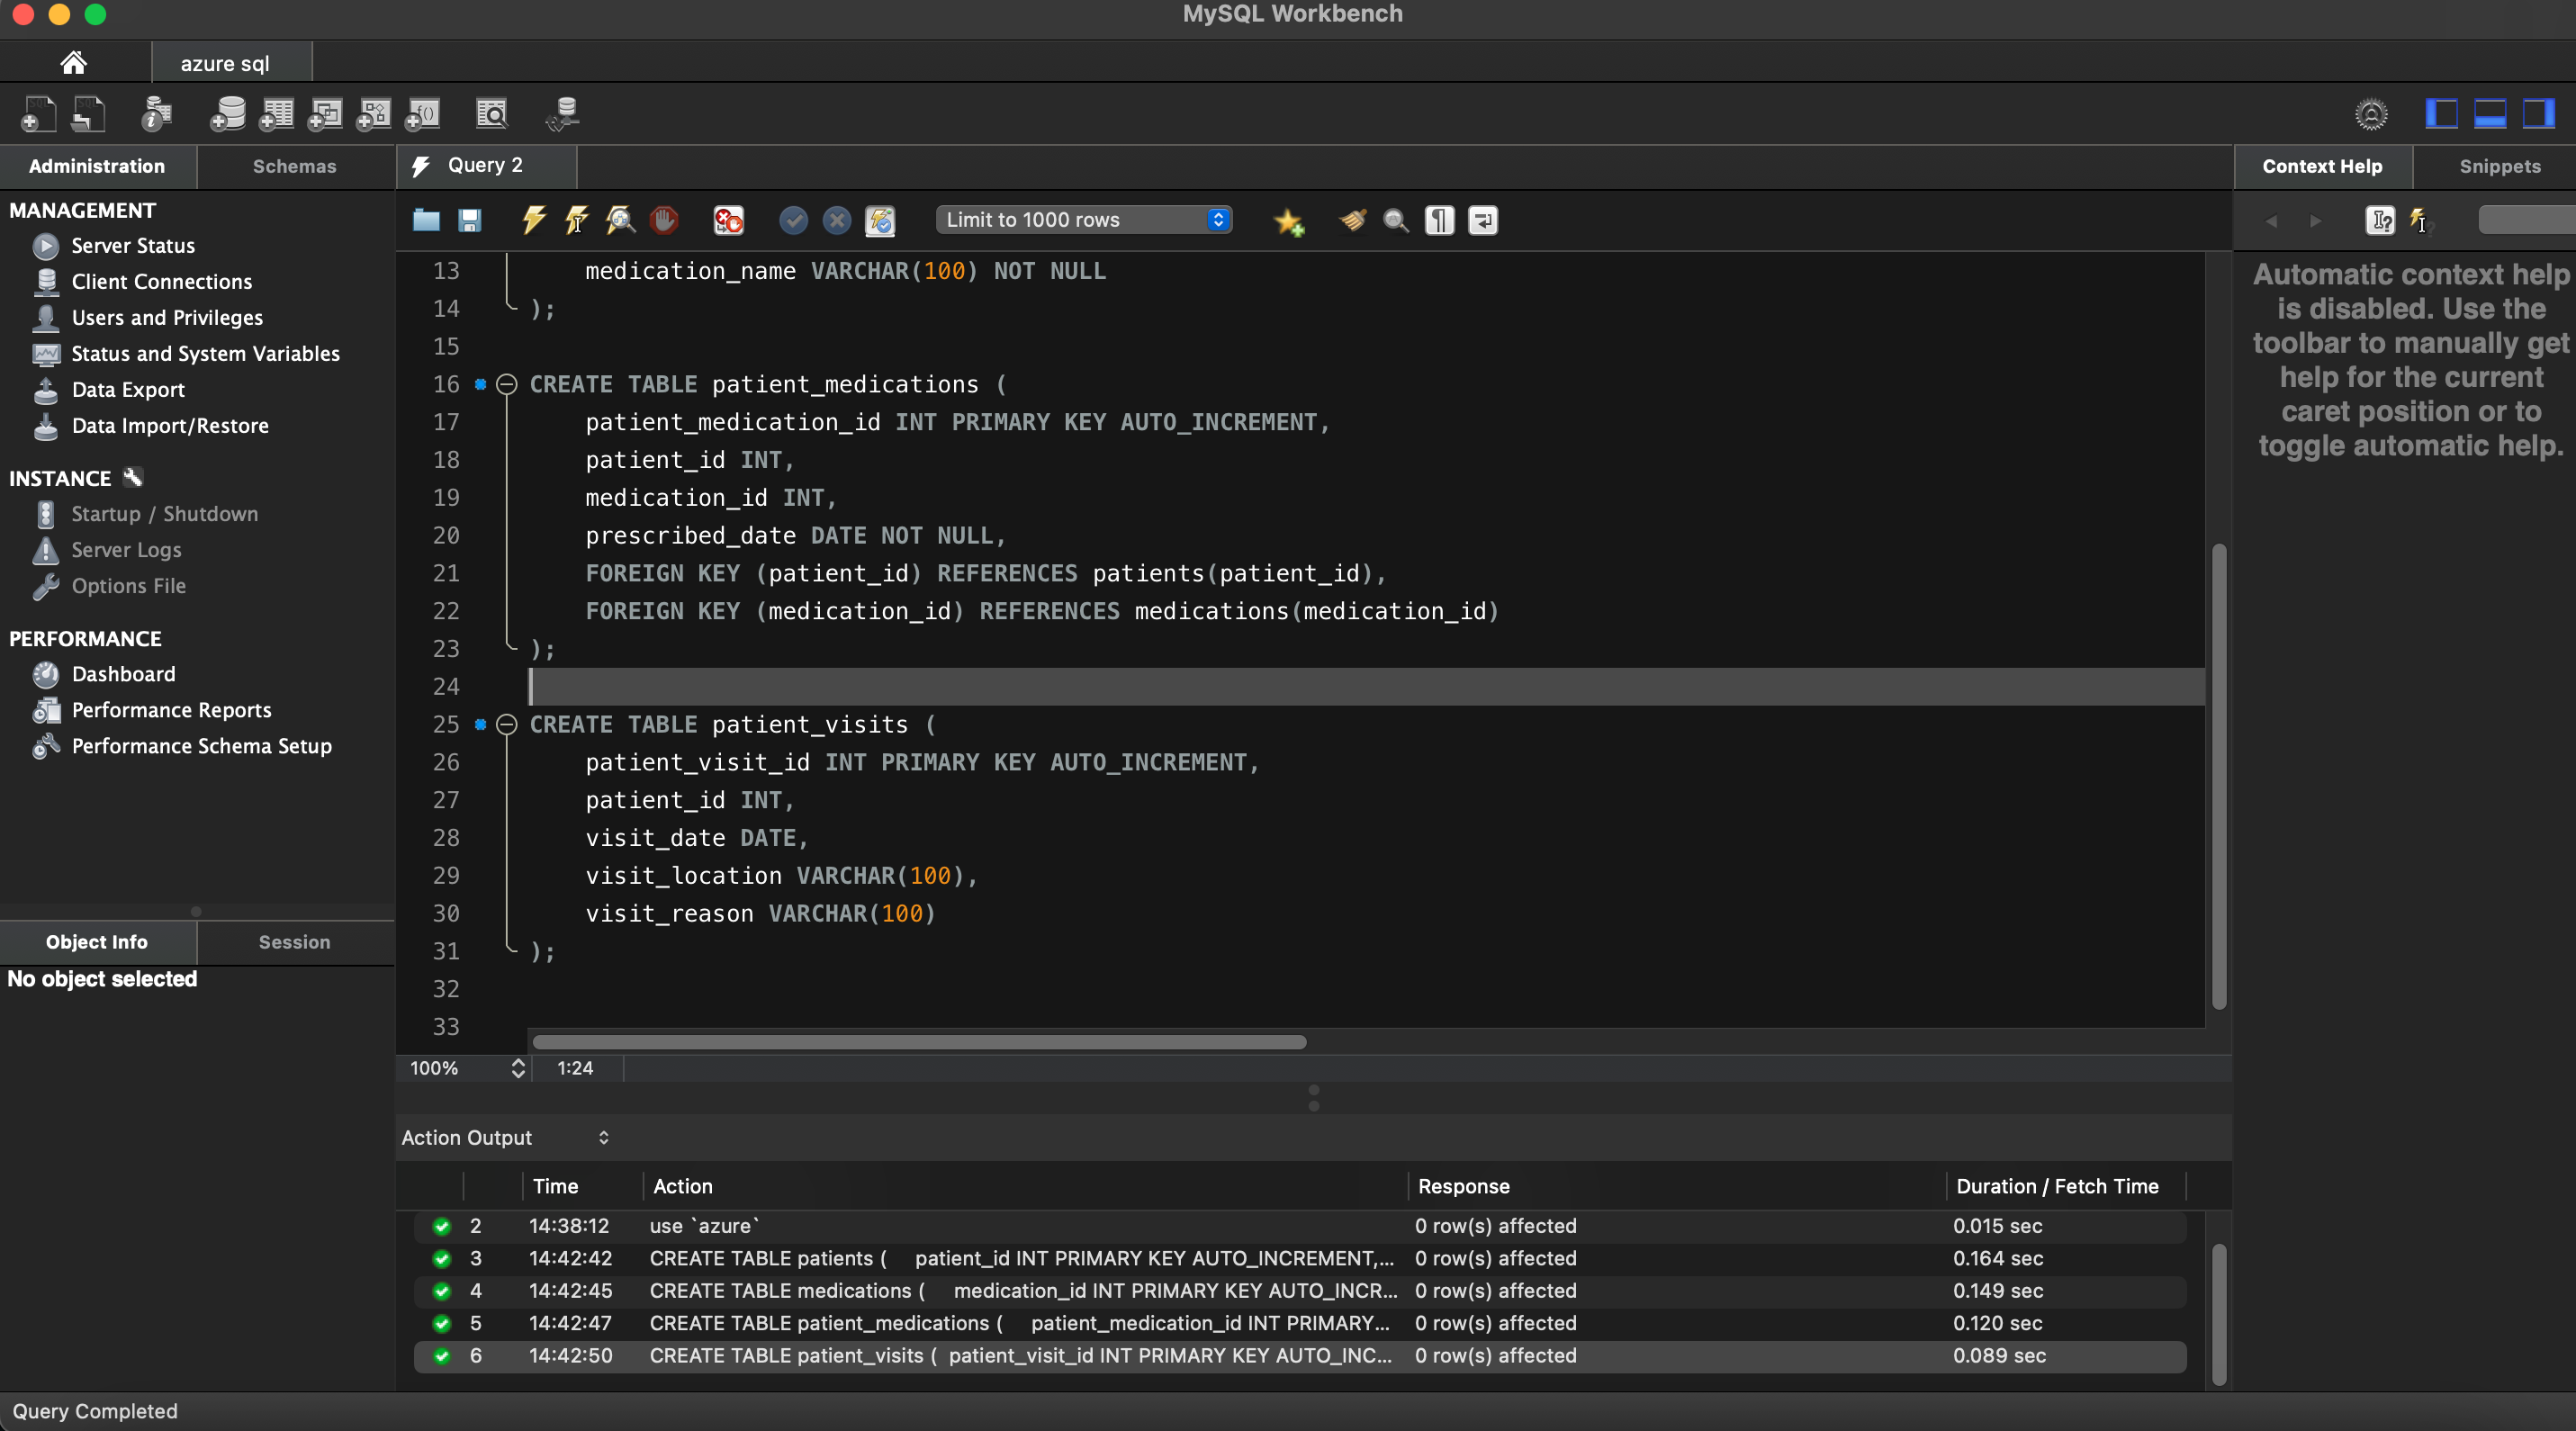 MySQL Workbench
azure sql
Administration
Schemas
Query 2
Context Help
Snippets
MANAGEMENT
Server Status
Client Connections
Users and Privileges
Status and System Variables
Data Export
Data Import/Restore
INSTANCE
Startup / Shutdown
Server Logs
Options File
PERFORMANCE
Dashboard
Performance Reports
Performance Schema Setup
Object Info
Session
No object selected
Limit to 1000 rows
13 medication_name VARCHAR(100) NOT NULL
14 );
15
16 CREATE TABLE patient_medications (
17 patient_medication_id INT PRIMARY KEY AUTO_INCREMENT,
18 patient_id INT,
19 medication_id INT,
20 prescribed_date DATE NOT NULL,
21 FOREIGN KEY (patient_id) REFERENCES patients(patient_id),
22 FOREIGN KEY (medication_id) REFERENCES medications(medication_id)
23 );
24
25 CREATE TABLE patient_visits (
26 patient_visit_id INT PRIMARY KEY AUTO_INCREMENT,
27 patient_id INT,
28 visit_date DATE,
29 visit_location VARCHAR(100),
30 visit_reason VARCHAR(100)
31 );
32
33
100% 1:24
Automatic context help
is disabled. Use the
toolbar to manually get
help for the current
caret position or to
toggle automatic help.
Action Output
Time Action Response Duration / Fetch Time
2 14:38:12 use `azure` 0 row(s) affected 0.015 sec
3 14:42:42 CREATE TABLE patients ( patient_id INT PRIMARY KEY AUTO_INCREMENT,... 0 row(s) affected 0.164 sec
4 14:42:45 CREATE TABLE medications ( medication_id INT PRIMARY KEY AUTO_INCR... 0 row(s) affected 0.149 sec
5 14:42:47 CREATE TABLE patient_medications ( patient_medication_id INT PRIMARY... 0 row(s) affected 0.120 sec
6 14:42:50 CREATE TABLE patient_visits ( patient_visit_id INT PRIMARY KEY AUTO_INC... 0 row(s) affected 0.089 sec
Query Completed